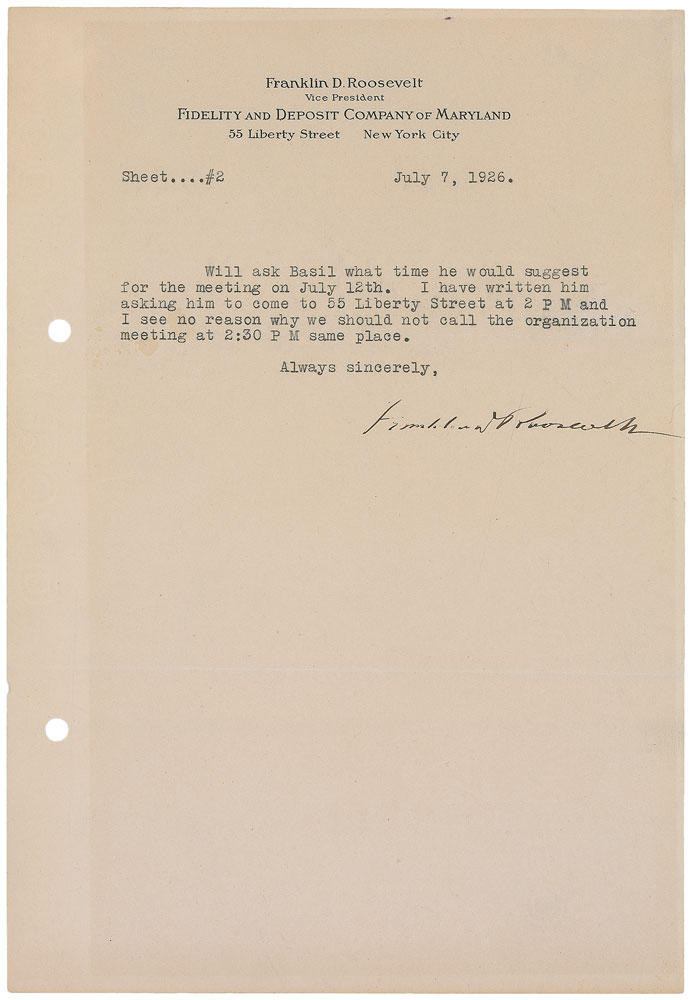 Franklin D. Roosevelt
Vice President
Fidelity and Deposit Company of Maryland
55 Liberty Street New York City
Sheet....#2 July 7, 1926.
Will ask Basil what time he would suggest
for the meeting on July 12th. I have written him
asking him to come to 55 Liberty Street at 2 P M and
I see no reason why we should not call the organization
meeting at 2:30 P M same place.
Always sincerely,
Franklin D Roosevelt